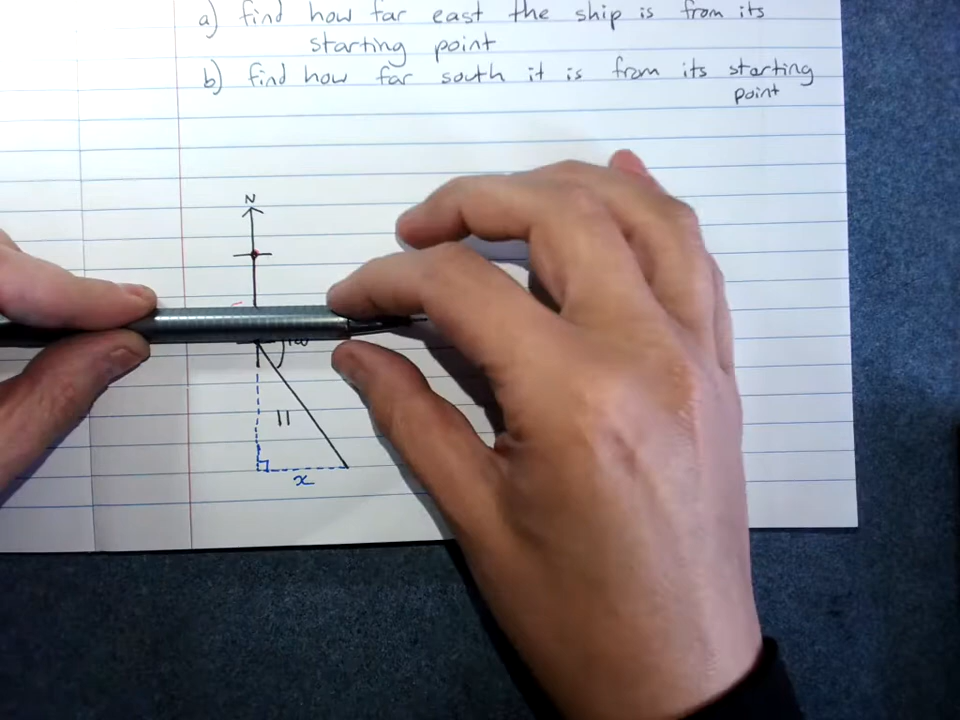 a) find how far east the ship is from its
starting point
b) find how far south it is from its starting
point
N
11
x